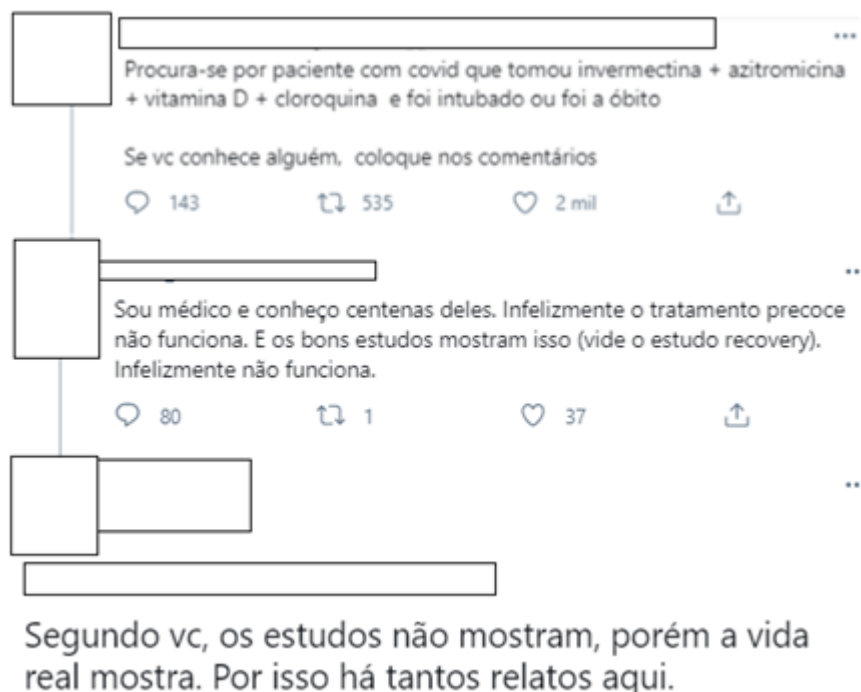 Procura-se por paciente com covid que tomou invermectina + azitromicina
+ vitamina D + cloroquina e foi intubado ou foi a óbito
Se vc conhece alguém, coloque nos comentários
143 535 2 mil
Sou médico e conheço centenas deles. Infelizmente o tratamento precoce
não funciona. E os bons estudos mostram isso (vide o estudo recovery).
Infelizmente não funciona.
80 1 37
Segundo vc, os estudos não mostram, porém a vida
real mostra. Por isso há tantos relatos aqui.